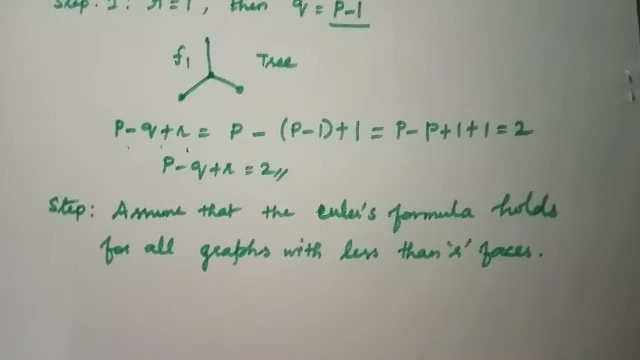 Step: 1: r=1, then q = P-1
f1 Tree
P-q+r = P-(P-1)+1 = P-P+1+1=2
P-q+r=2//
Step: Assume that the euler's formula holds
for all graphs with less than 'r' faces.